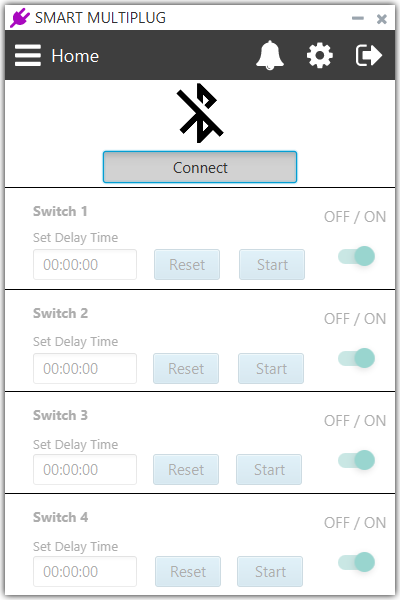 SMART MULTIPLUG
Home
Connect
Switch 1
OFF / ON
Set Delay Time
00:00:00 Reset Start
Switch 2
OFF / ON
Set Delay Time
00:00:00 Reset Start
Switch 3
OFF / ON
Set Delay Time
00:00:00 Reset Start
Switch 4
OFF / ON
Set Delay Time
00:00:00 Reset Start